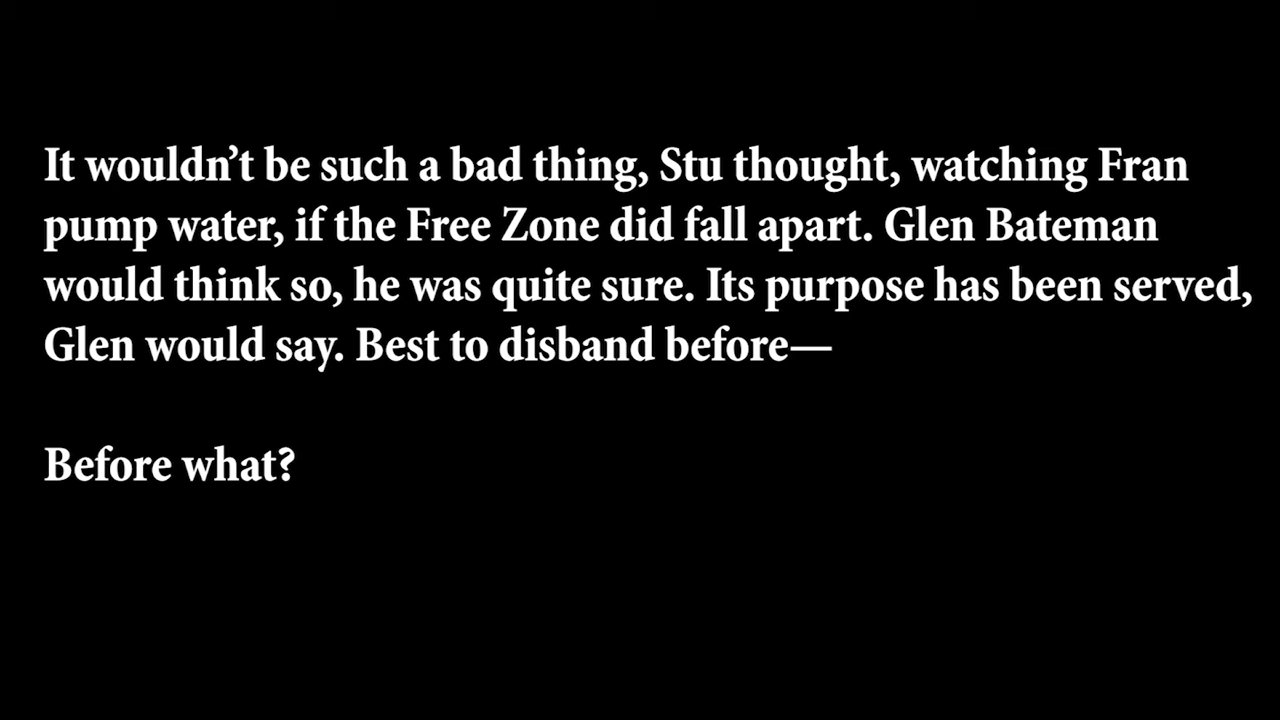 It wouldn’t be such a bad thing, Stu thought, watching Fran
pump water, if the Free Zone did fall apart. Glen Bateman
would think so, he was quite sure. Its purpose has been served,
Glen would say. Best to disband before—
Before what?